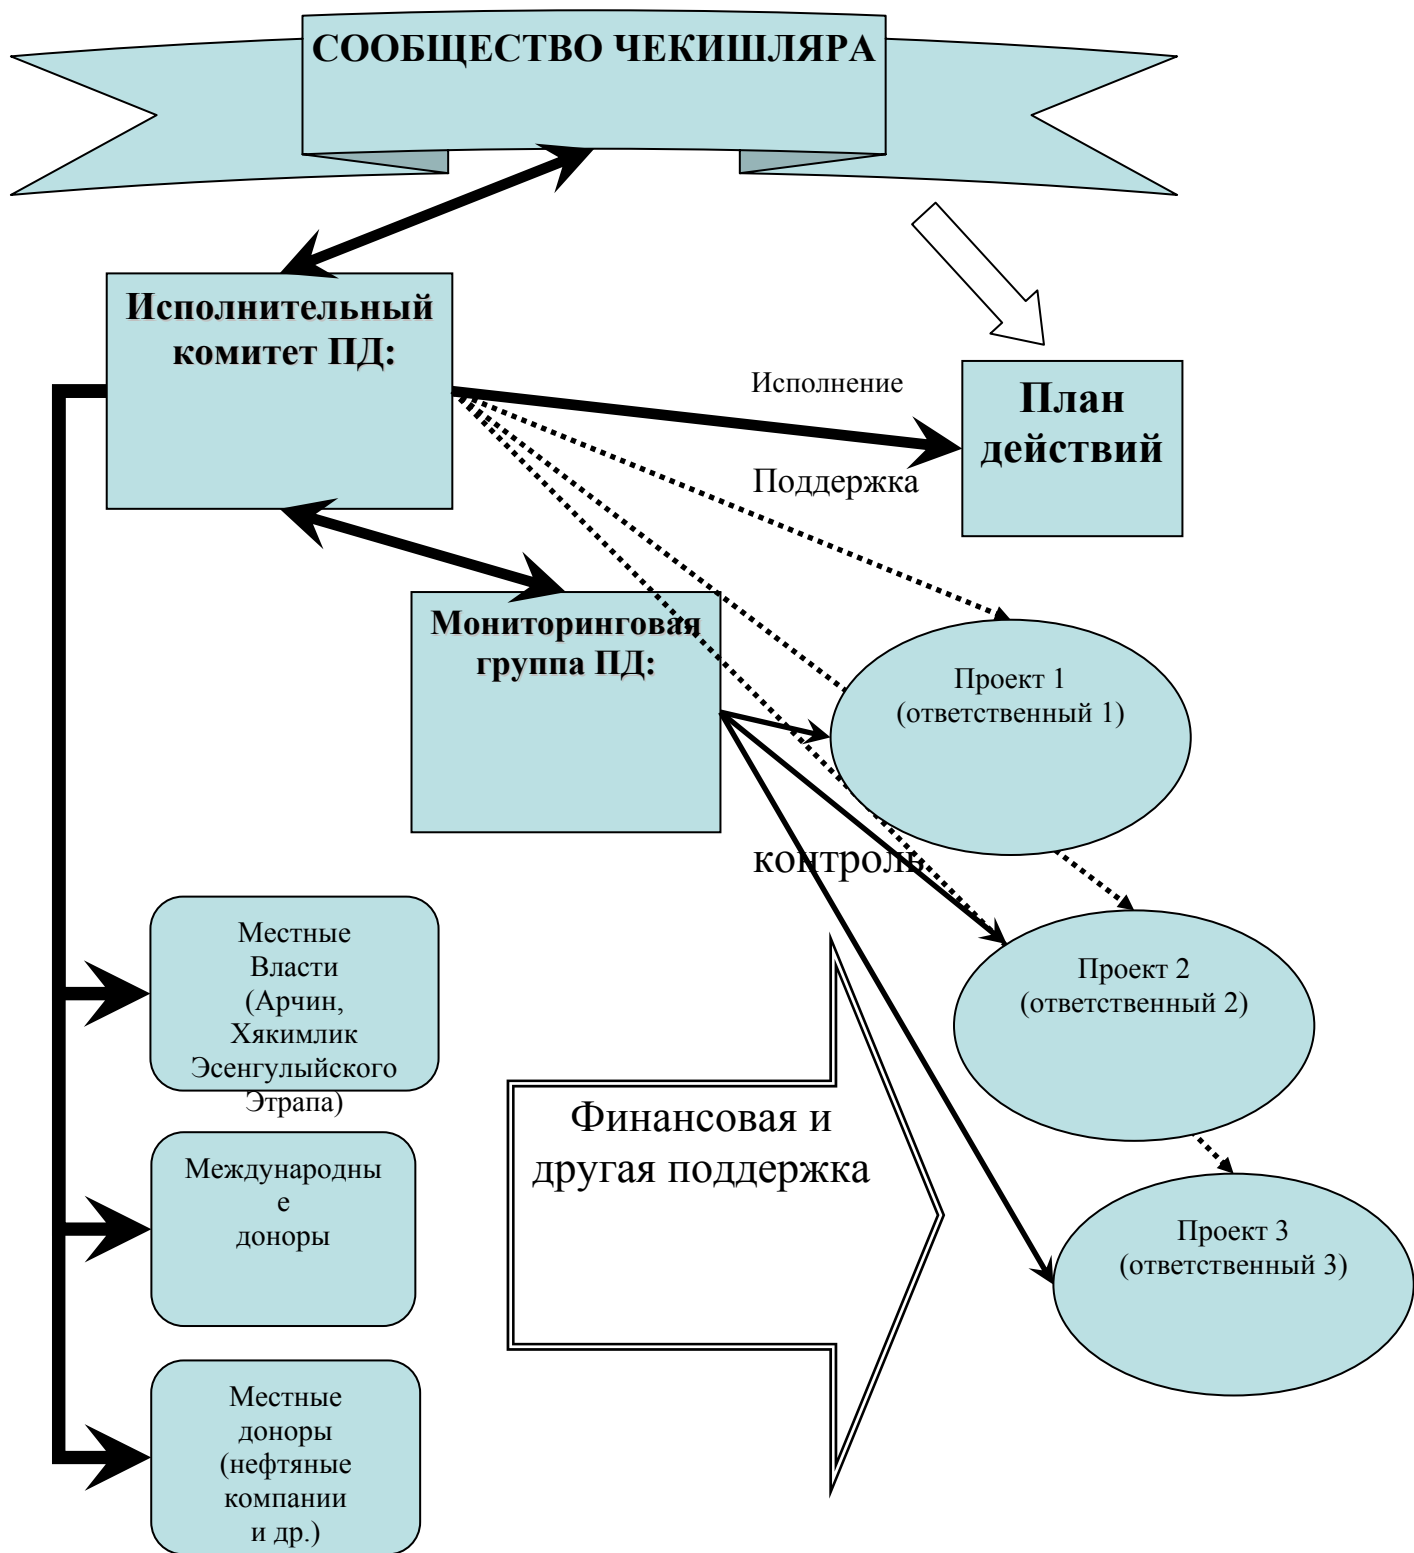 СООБЩЕСТВО ЧЕКИШЛЯРА
Исполнительный
комитет ПД:
Исполнение
План
действий
Поддержка
Мониторинговая
группа ПД:
Проект 1
(ответственный 1)
контроль
Местные
Власти
(Арчин,
Хякимлик
Эсенгулыйского
Этрапа)
Проект 2
(ответственный 2)
Финансовая и
другая поддержка
Международны
е
доноры
Проект 3
(ответственный 3)
Местные
доноры
(нефтяные
компании
и др.)